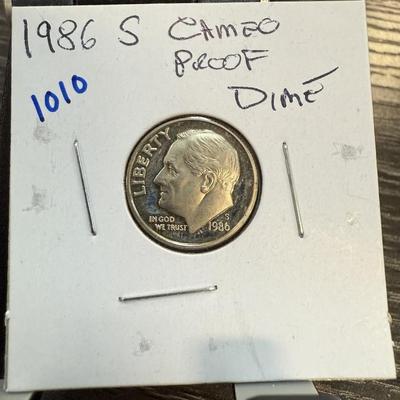 1986 S CAMEO
PROOF
DIME
1010
LIBERTY
IN GOD
WE TRUST
S
1986